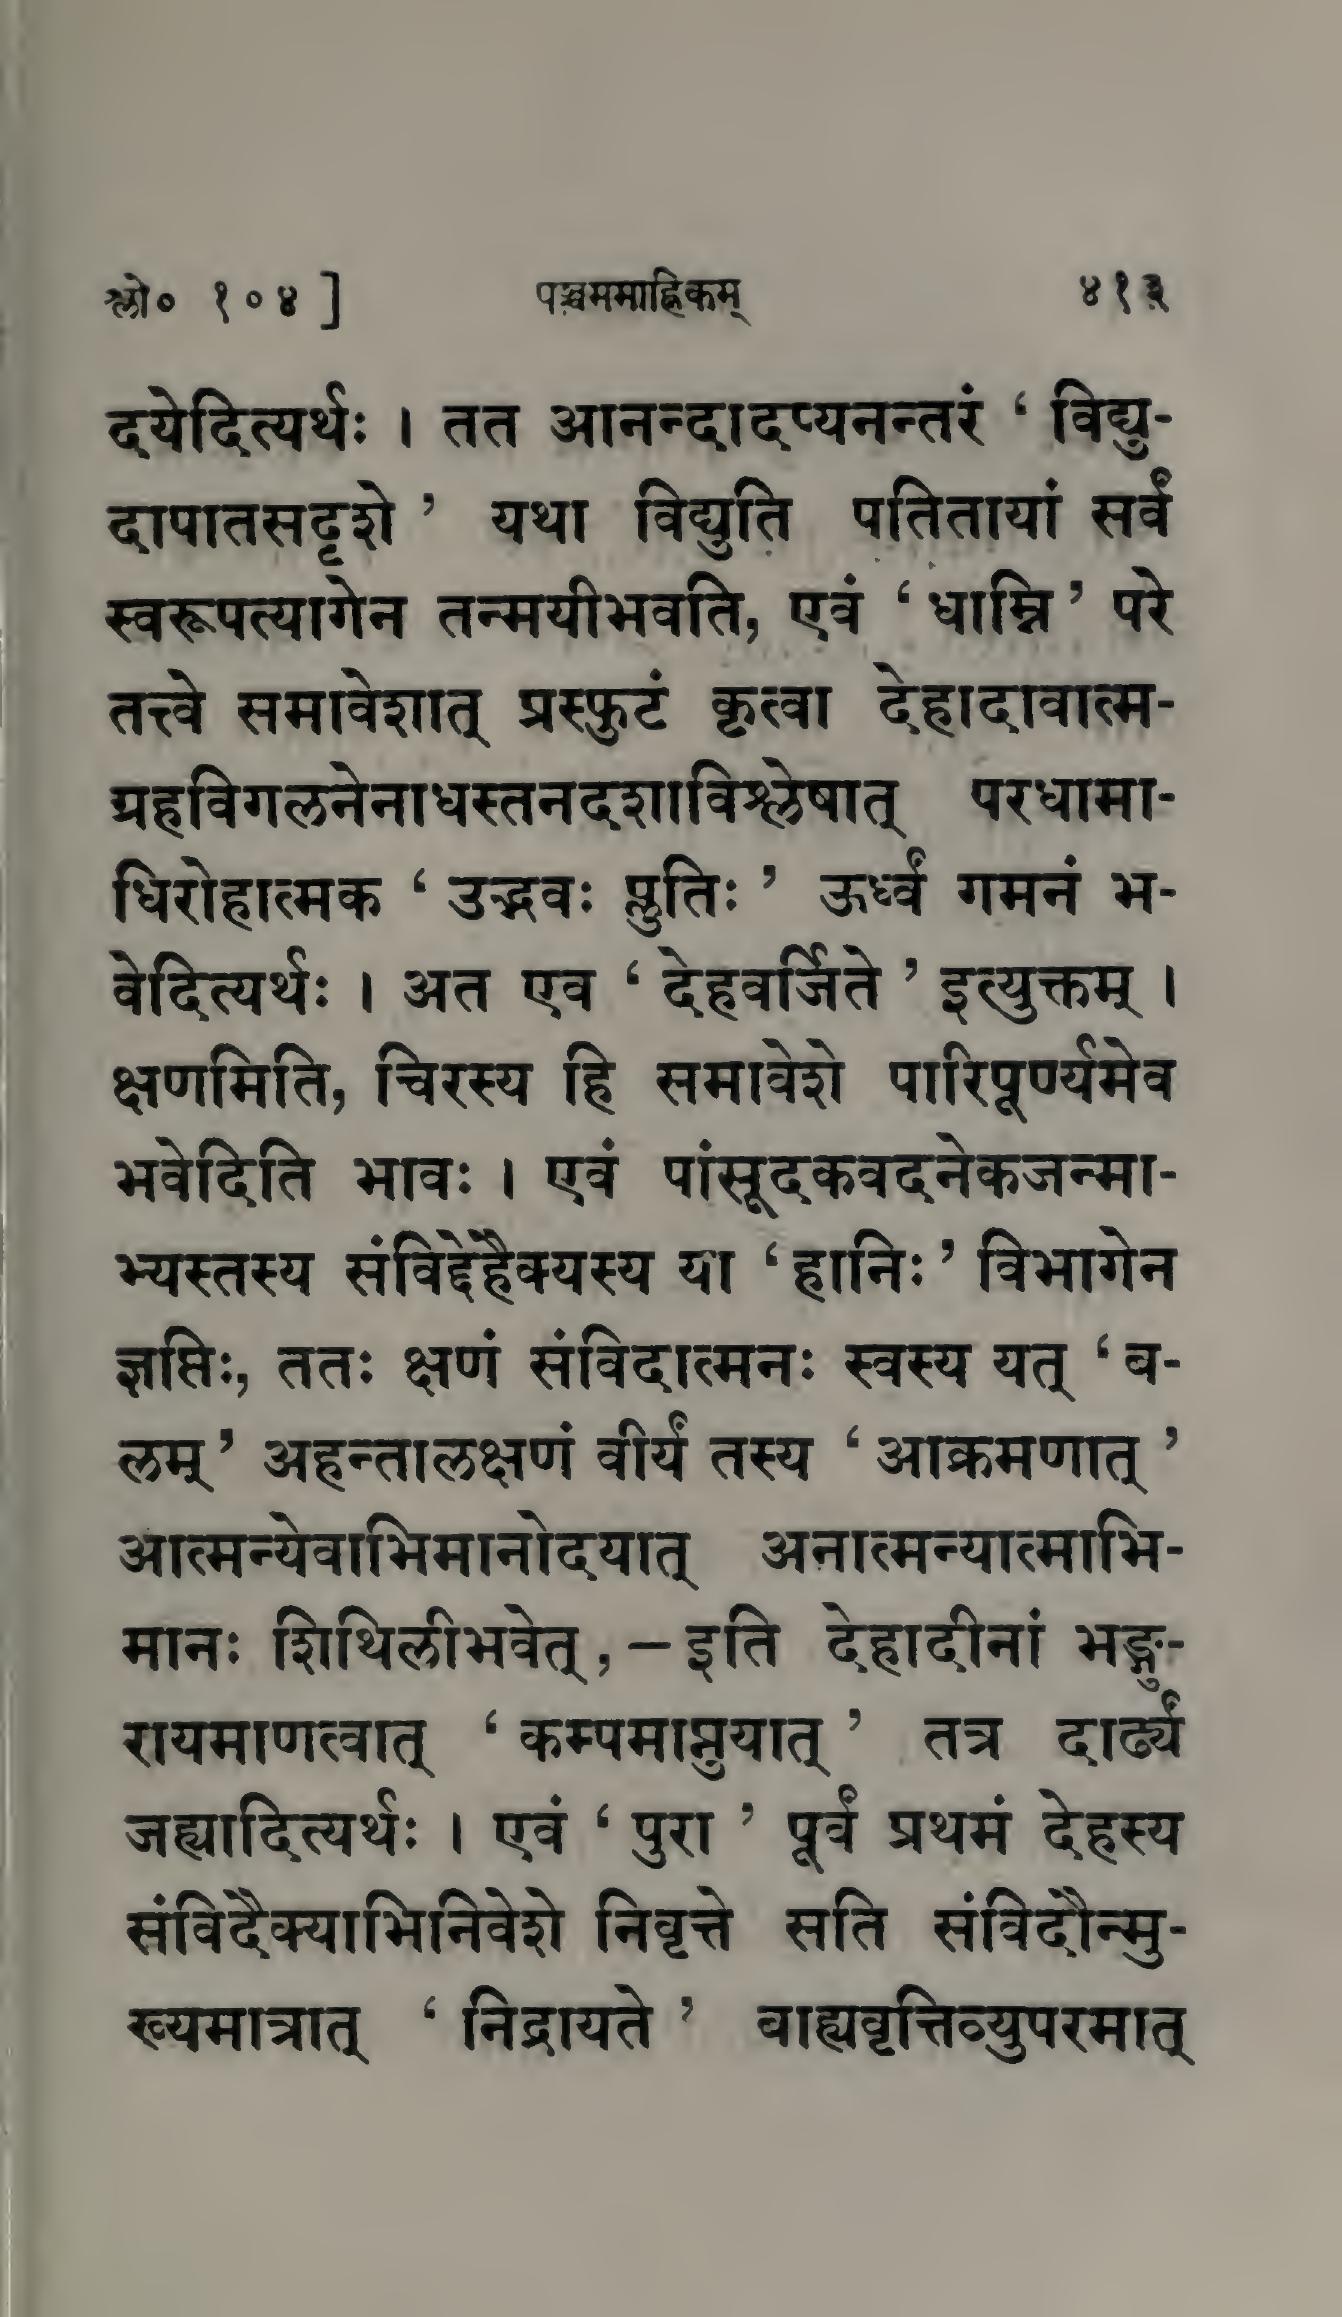 श्लो० १०४ ] पञ्चममाह्निकम् ४१३
दयेदित्यर्थः । तत आनन्दादप्यनन्तरं ‘ विद्यु-
दापातसदृशे ’ यथा विद्युति पतितायां सर्वं
स्वरूपत्यागेन तन्मयीभवति, एवं ‘ धाम्नि ’ परे
तत्त्वे समावेशात् प्रस्फुटं कृत्वा देहादावात्म-
ग्रहविगलनेनाधस्तनदशाविश्लेषात् परधामा-
धिरोहात्मक ‘ उद्भवः प्लुतिः ’ ऊर्ध्वं गमनं भ-
वेदित्यर्थः । अत एव ‘ देहवर्जिते ’ इत्युक्तम् ।
क्षणमिति, चिरस्य हि समावेशे पारिपूर्ण्यमेव
भवेदिति भावः । एवं पांसूदकवदनेकजन्मा-
भ्यस्तस्य संविद्देहैक्यस्य या ‘ हानिः ’ विभागेन
ज्ञप्तिः, ततः क्षणं संविदात्मनः स्वस्य यत् ‘ ब-
लम् ’ अहन्तालक्षणं वीर्यं तस्य ‘ आक्रमणात् ’
आत्मन्येवाभिमानोदयात् अनात्मन्यात्माभि-
मानः शिथिलीभवेत्, – इति देहादीनां भङ्गु-
रायमाणत्वात् ‘ कम्पमाप्नुयात् ’ तत्र दार्ढ्यं
जह्यादित्यर्थः । एवं ‘ पुरा ’ पूर्वं प्रथमं देहस्य
संविदैक्याभिनिवेशे निवृत्ते सति संविदौन्मु-
ख्यमात्रात् ‘ निद्रायते ’ बाह्यवृत्तिव्युपरमात्